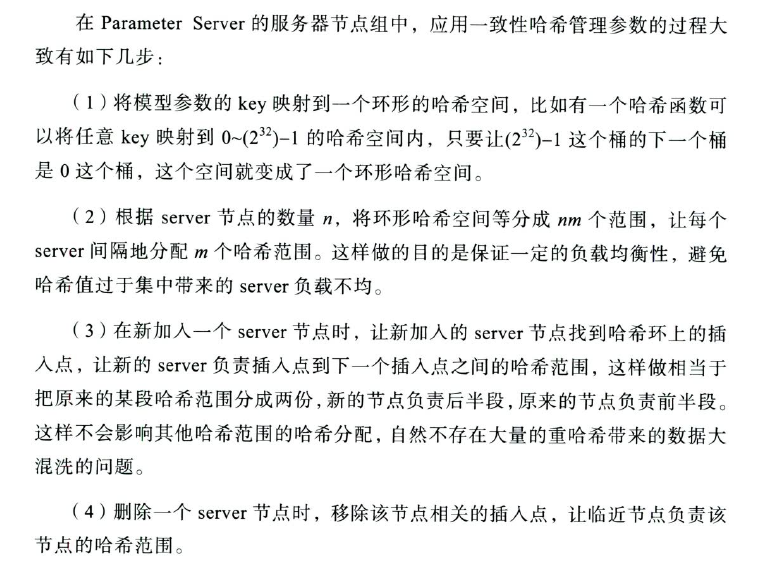 在 Parameter Server 的服务器节点组中，应用一致性哈希管理参数的过程大
致有如下几步：
（1）将模型参数的 key 映射到一个环形的哈希空间，比如有一个哈希函数可
以将任意 key 映射到 0~(2³²)−1 的哈希空间内，只要让(2³²)−1 这个桶的下一个桶
是 0 这个桶，这个空间就变成了一个环形哈希空间。
（2）根据 server 节点的数量 n，将环形哈希空间等分成 nm 个范围，让每个
server 间隔地分配 m 个哈希范围。这样做的目的是保证一定的负载均衡性，避免
哈希值过于集中带来的 server 负载不均。
（3）在新加入一个 server 节点时，让新加入的 server 节点找到哈希环上的插
入点，让新的 server 负责插入点到下一个插入点之间的哈希范围，这样做相当于
把原来的某段哈希范围分成两份，新的节点负责后半段，原来的节点负责前半段。
这样不会影响其他哈希范围的哈希分配，自然不存在大量的重哈希带来的数据大
混洗的问题。
（4）删除一个 server 节点时，移除该节点相关的插入点，让临近节点负责该
节点的哈希范围。